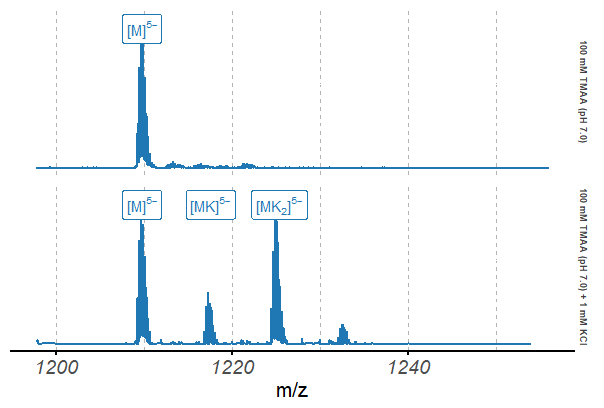 [M]⁵⁻
100 mM TMAA (pH 7.0)
[M]⁵⁻ [MK]⁵⁻ [MK₂]⁵⁻
100 mM TMAA (pH 7.0) + 1 mM KCl
1200 1220 1240
m/z